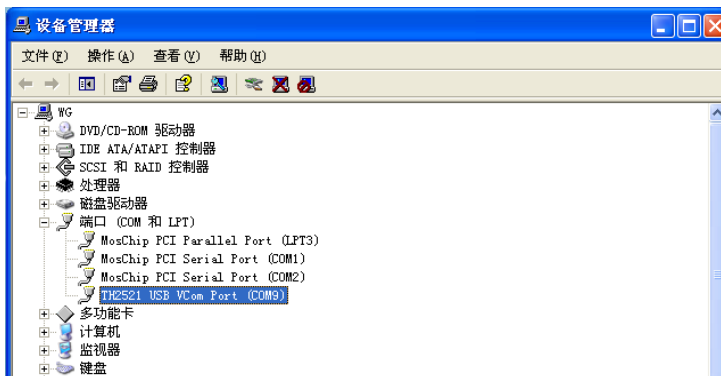 设备管理器
文件(F) 操作(A) 查看(V) 帮助(H)
WG
DVD/CD-ROM 驱动器
IDE ATA/ATAPI 控制器
SCSI 和 RAID 控制器
处理器
磁盘驱动器
端口 (COM 和 LPT)
MosChip PCI Parallel Port (LPT3)
MosChip PCI Serial Port (COM1)
MosChip PCI Serial Port (COM2)
TH2521 USB VCom Port (COM9)
多功能卡
计算机
监视器
键盘